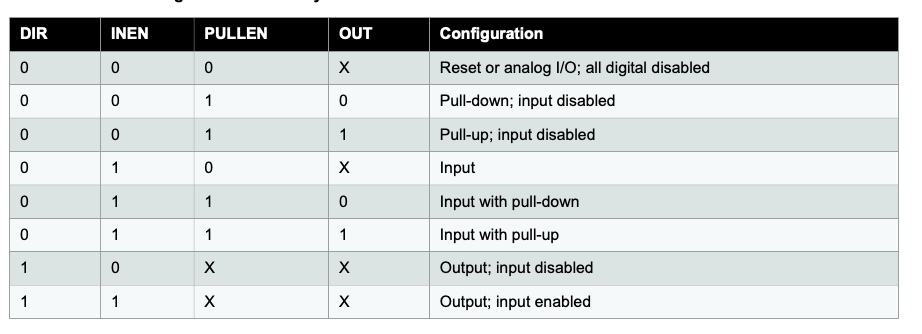 DIR INEN PULLEN OUT Configuration
0 0 0 X Reset or analog I/O; all digital disabled
0 0 1 0 Pull-down; input disabled
0 0 1 1 Pull-up; input disabled
0 1 0 X Input
0 1 1 0 Input with pull-down
0 1 1 1 Input with pull-up
1 0 X X Output; input disabled
1 1 X X Output; input enabled